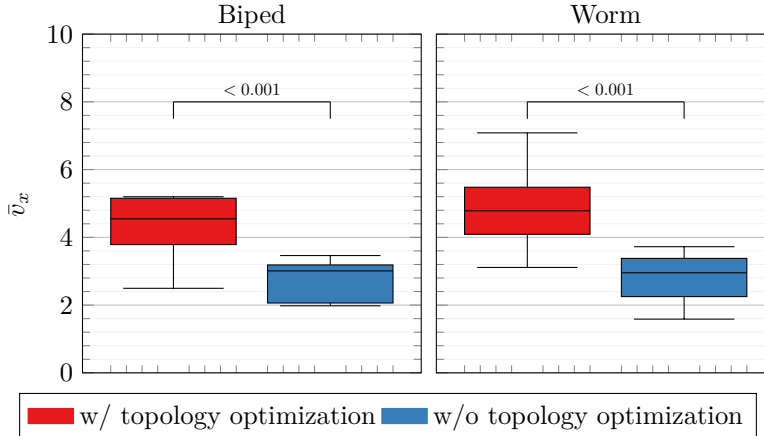 Biped
Worm
10
8
6
4
2
0
v̄x
< 0.001
< 0.001
w/ topology optimization
w/o topology optimization